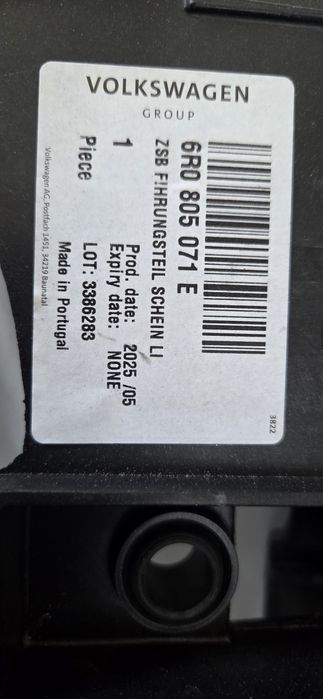 VOLKSWAGEN
GROUP
6R0 805 071 E
ZSB F!HRUNGSTEIL SCHEIN LI
1
Piece
Prod. date: 2025 /05
Expiry date: NONE
LOT: 3386283
Made in Portugal
Volkswagen AG, Postfach 1451, 34219 Baunatal
3822